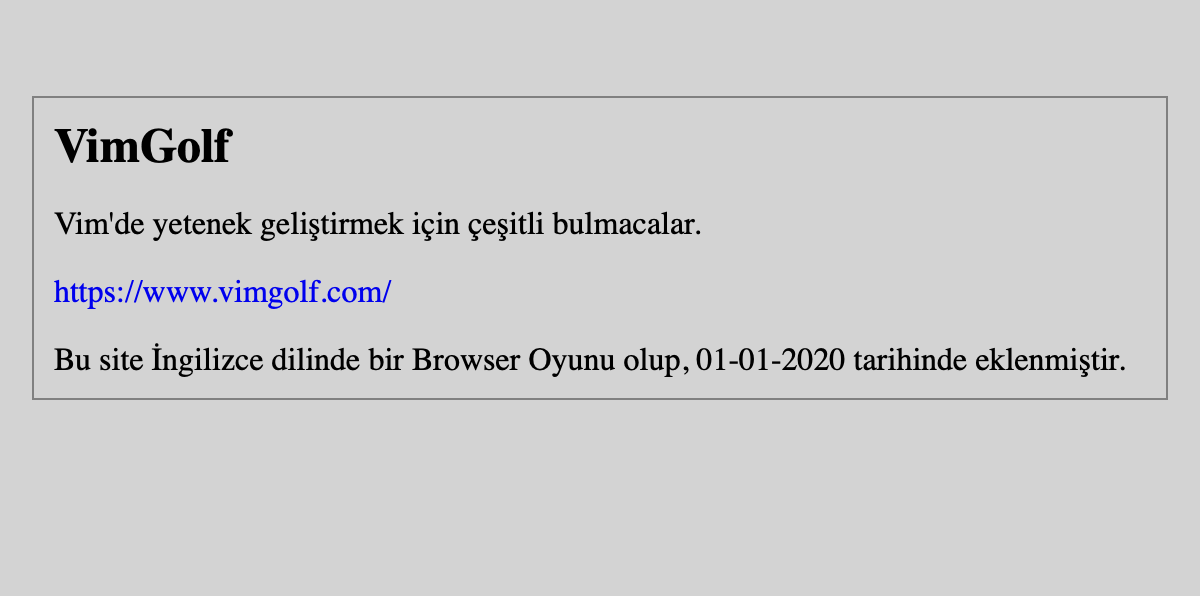 VimGolf
Vim'de yetenek geliştirmek için çeşitli bulmacalar.
https://www.vimgolf.com/
Bu site İngilizce dilinde bir Browser Oyunu olup, 01-01-2020 tarihinde eklenmiştir.